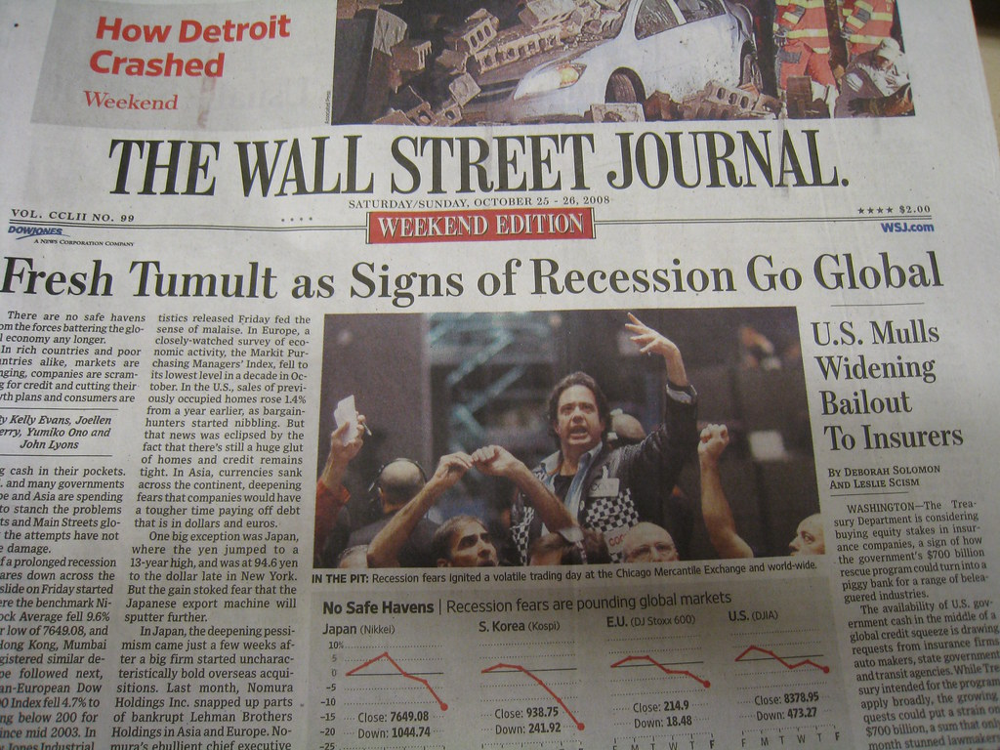 How Detroit
Crashed
Weekend
THE WALL STREET JOURNAL.
SATURDAY/SUNDAY, OCTOBER 25 - 26, 2008
VOL. CCLII NO. 99
★★★★ $2.00
DOWJONES
A NEWS CORPORATION COMPANY
WEEKEND EDITION
WSJ.com
Fresh Tumult as Signs of Recession Go Global
There are no safe havens
om the forces battering the glo-
l economy any longer.
In rich countries and poor
untries alike, markets are
nging, companies are scram-
g for credit and cutting their
wth plans and consumers are
y Kelly Evans, Joellen
erry, Yumiko Ono and
John Lyons
g cash in their pockets.
. and many governments
pe and Asia are spending
to stanch the problems
ts and Main Streets glo-
the attempts have not
e damage.
f a prolonged recession
ares down across the
slide on Friday started
ere the benchmark Ni-
ock Average fell 9.6%
r low of 7649.08, and
Hong Kong, Mumbai
gistered similar de-
pe followed next,
an-European Dow
0 Index fell 4.7% to
ng below 200 for
ince mid 2003. In
Jones Industrial
tistics released Friday fed the
sense of malaise. In Europe, a
closely-watched survey of eco-
nomic activity, the Markit Pur-
chasing Managers' Index, fell to
its lowest level in a decade in Oc-
tober. In the U.S., sales of previ-
ously occupied homes rose 1.4%
from a year earlier, as bargain-
hunters started nibbling. But
that news was eclipsed by the
fact that there's still a huge glut
of homes and credit remains
tight. In Asia, currencies sank
across the continent, deepening
fears that companies would have
a tougher time paying off debt
that is in dollars and euros.
One big exception was Japan,
where the yen jumped to a
13-year high, and was at 94.6 yen
to the dollar late in New York.
But the gain stoked fear that the
Japanese export machine will
sputter further.
In Japan, the deepening pessi-
mism came just a few weeks af-
ter a big firm started uncharac-
teristically bold overseas acqui-
sitions. Last month, Nomura
Holdings Inc. snapped up parts
of bankrupt Lehman Brothers
Holdings in Asia and Europe. No-
mura's ebullient chief executive
IN THE PIT: Recession fears ignited a volatile trading day at the Chicago Mercantile Exchange and world-wide.
No Safe Havens | Recession fears are pounding global markets
Japan (Nikkei)
10%
5
0
-5
-10
-15
-20
-25
Close: 7649.08
Down: 1044.74
S. Korea (Kospi)
Close: 938.75
Down: 241.92
E.U. (DJ Stoxx 600)
Close: 214.9
Down: 18.48
F M T W T F
U.S. (DJIA)
Close: 8378.95
Down: 473.27
F M T W T F
U.S. Mulls
Widening
Bailout
To Insurers
BY DEBORAH SOLOMON
AND LESLIE SCISM
WASHINGTON—The Trea-
sury Department is considering
buying equity stakes in insur-
ance companies, a sign of how
the government's $700 billion
rescue program could turn into a
piggy bank for a range of belea-
guered industries.
The availability of U.S. gov-
ernment cash in the middle of a
global credit squeeze is drawing
requests from insurance firms,
auto makers, state government
and transit agencies. While Trea
sury intended for the program
apply broadly, the growing
quests could put a strain on
$700 billion, a sum that only
month stunned lawmakers